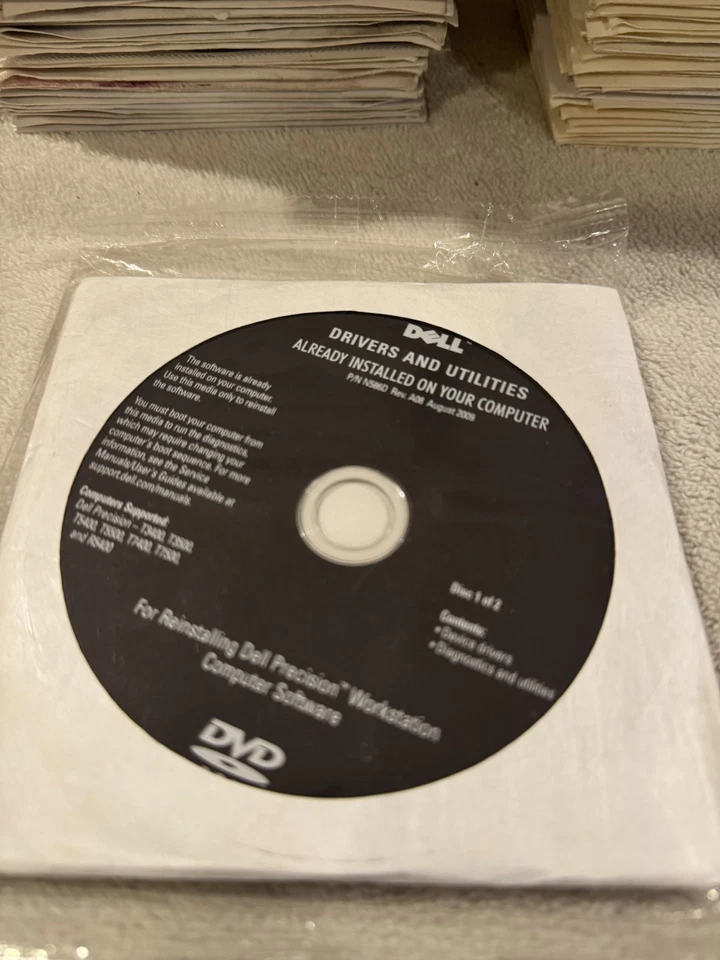 DELL™
DRIVERS AND UTILITIES
ALREADY INSTALLED ON YOUR COMPUTER
P/N N586D Rev. A08 August 2009
The software is already
installed on your computer.
Use this media only to reinstall
the software.
You must boot your computer from
this media to run the diagnostics,
which may require changing your
computer's boot sequence. For more
information, see the Service
Manuals/User's Guides available at
support.dell.com/manuals.
Computers Supported:
Dell Precision – T3400, T3500,
T5400, T5500, T7400, T7500,
and R5400
Disc 1 of 2
Contents:
• Device drivers
• Diagnostics and utilities
For Reinstalling Dell Precision™ Workstation
Computer Software
DVD